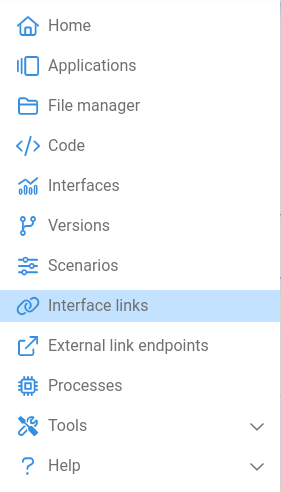 Home
Applications
File manager
Code
Interfaces
Versions
Scenarios
Interface links
External link endpoints
Processes
Tools
Help